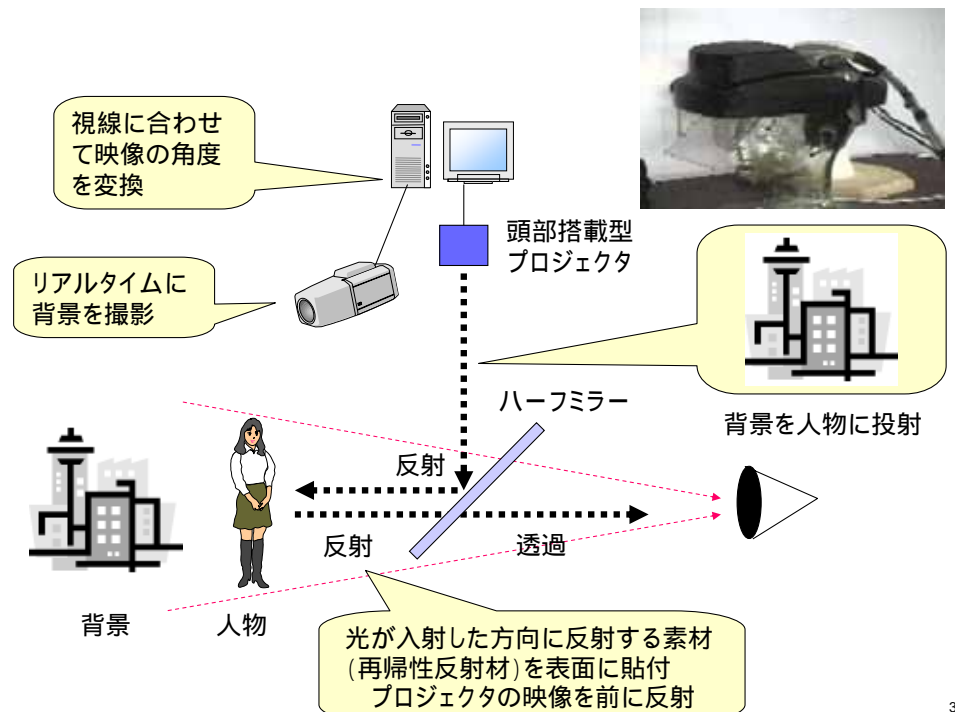 視線に合わせ
て映像の角度
を変換
頭部搭載型
プロジェクタ
リアルタイムに
背景を撮影
ハーフミラー
背景を人物に投射
反射
反射
透過
背景
人物
光が入射した方向に反射する素材
(再帰性反射材)を表面に貼付
プロジェクタの映像を前に反射
3